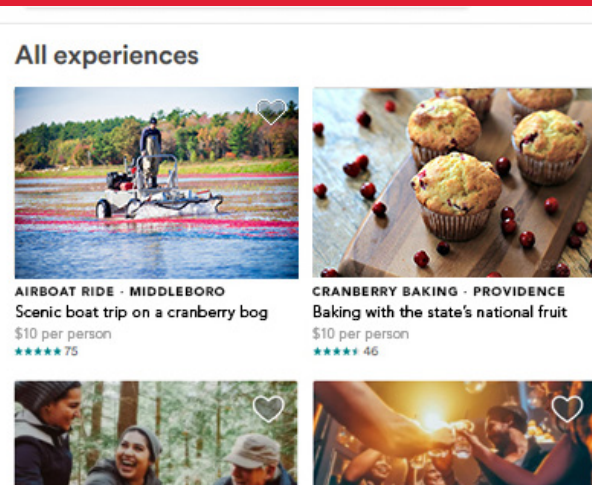 All experiences
AIRBOAT RIDE · MIDDLEBORO
Scenic boat trip on a cranberry bog
$10 per person
★★★★★ 75
CRANBERRY BAKING · PROVIDENCE
Baking with the state's national fruit
$10 per person
46